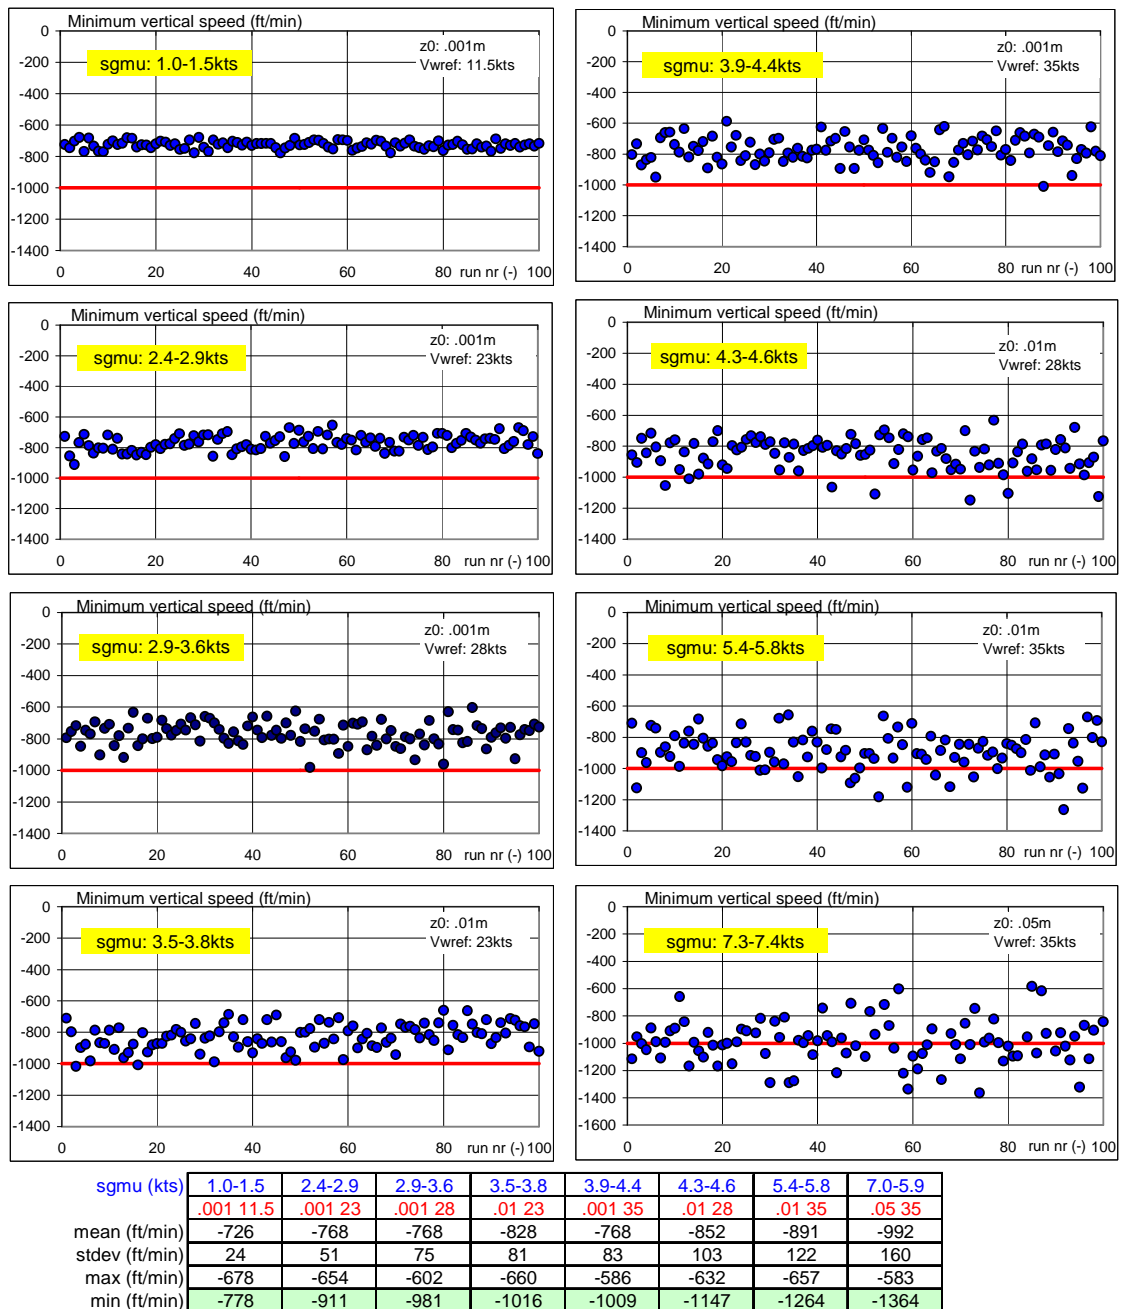 Minimum vertical speed (ft/min)
0
-200
-400
-600
-800
-1000
-1200
-1400
sgmu: 1.0-1.5kts
z0: .001m
Vwref: 11.5kts
0 20 40 60 80 run nr (-) 100
Minimum vertical speed (ft/min)
0
-200
-400
-600
-800
-1000
-1200
-1400
sgmu: 3.9-4.4kts
z0: .001m
Vwref: 35kts
0 20 40 60 80 run nr (-) 100
Minimum vertical speed (ft/min)
0
-200
-400
-600
-800
-1000
-1200
-1400
sgmu: 2.4-2.9kts
z0: .001m
Vwref: 23kts
0 20 40 60 80 run nr (-) 100
Minimum vertical speed (ft/min)
0
-200
-400
-600
-800
-1000
-1200
-1400
sgmu: 4.3-4.6kts
z0: .01m
Vwref: 28kts
0 20 40 60 80 run nr (-) 100
Minimum vertical speed (ft/min)
0
-200
-400
-600
-800
-1000
-1200
-1400
sgmu: 2.9-3.6kts
z0: .001m
Vwref: 28kts
0 20 40 60 80 run nr (-) 100
Minimum vertical speed (ft/min)
0
-200
-400
-600
-800
-1000
-1200
-1400
sgmu: 5.4-5.8kts
z0: .01m
Vwref: 35kts
0 20 40 60 80 run nr (-) 100
Minimum vertical speed (ft/min)
0
-200
-400
-600
-800
-1000
-1200
-1400
sgmu: 3.5-3.8kts
z0: .01m
Vwref: 23kts
0 20 40 60 80 run nr (-) 100
Minimum vertical speed (ft/min)
0
-200
-400
-600
-800
-1000
-1200
-1400
-1600
sgmu: 7.3-7.4kts
z0: .05m
Vwref: 35kts
0 20 40 60 80 run nr (-) 100
sgmu (kts) 1.0-1.5 2.4-2.9 2.9-3.6 3.5-3.8 3.9-4.4 4.3-4.6 5.4-5.8 7.0-5.9
.001 11.5 .001 23 .001 28 .01 23 .001 35 .01 28 .01 35 .05 35
mean (ft/min) -726 -768 -768 -828 -768 -852 -891 -992
stdev (ft/min) 24 51 75 81 83 103 122 160
max (ft/min) -678 -654 -602 -660 -586 -632 -657 -583
min (ft/min) -778 -911 -981 -1016 -1009 -1147 -1264 -1364